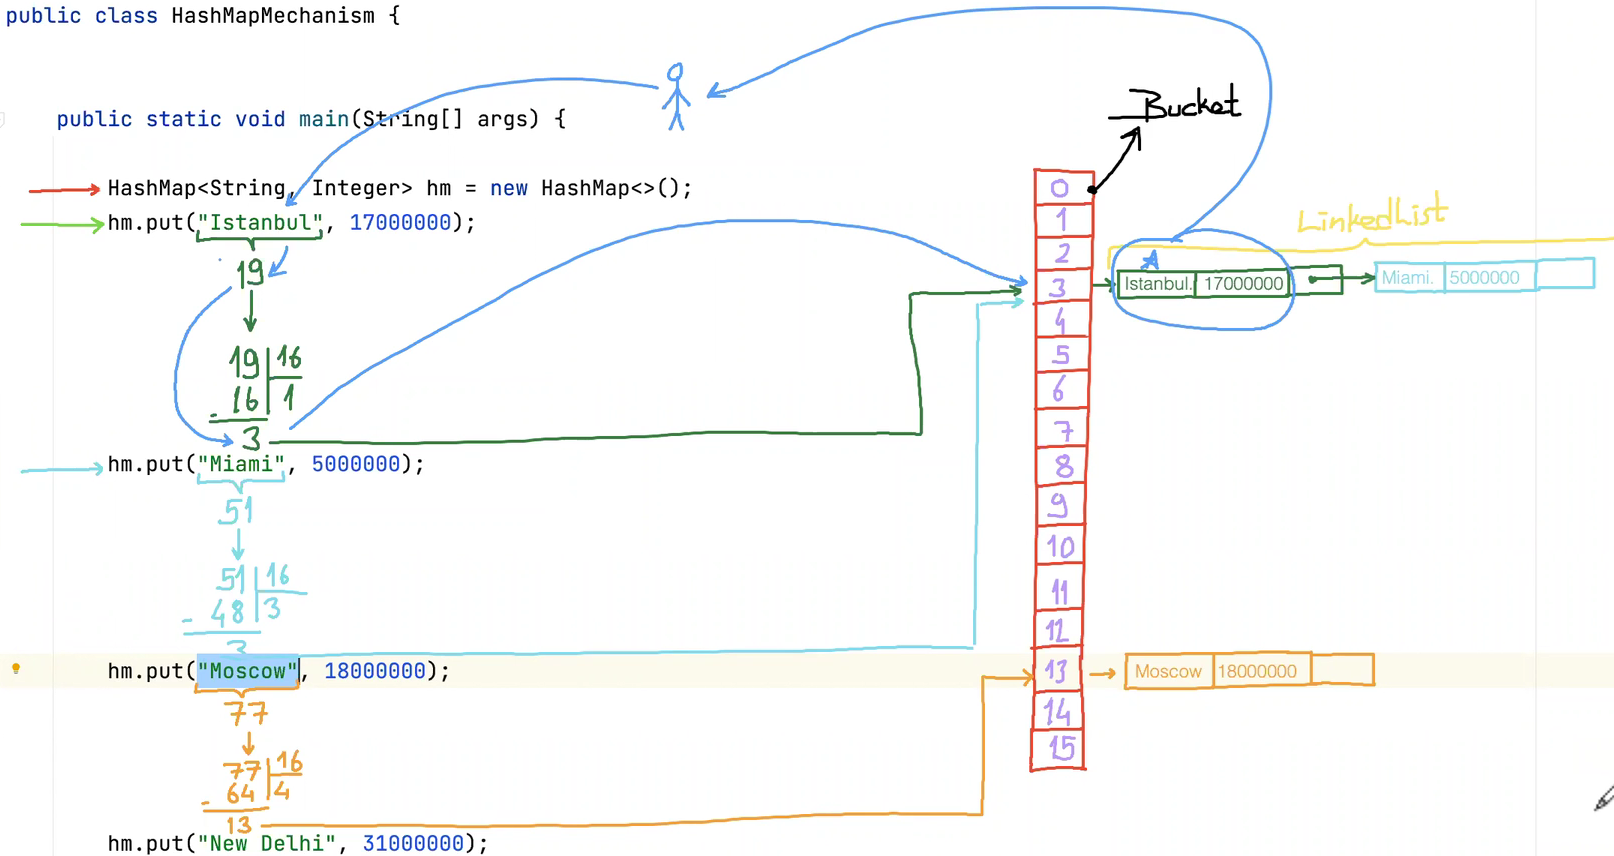 public class HashMapMechanism {
Bucket
public static void main(String[] args) {
HashMap<String, Integer> hm = new HashMap<>();
hm.put("Istanbul", 17000000);
19
19 16
16 1
- 3
hm.put("Miami", 5000000);
51
51 16
- 48 3
3
hm.put("Moscow", 18000000);
77
77 16
- 64 4
13
hm.put("New Delhi", 31000000);
0
1
2
3
4
5
6
7
8
9
10
11
12
13
14
15
LinkedList
Istanbul. 17000000
Miami. 5000000
Moscow 18000000